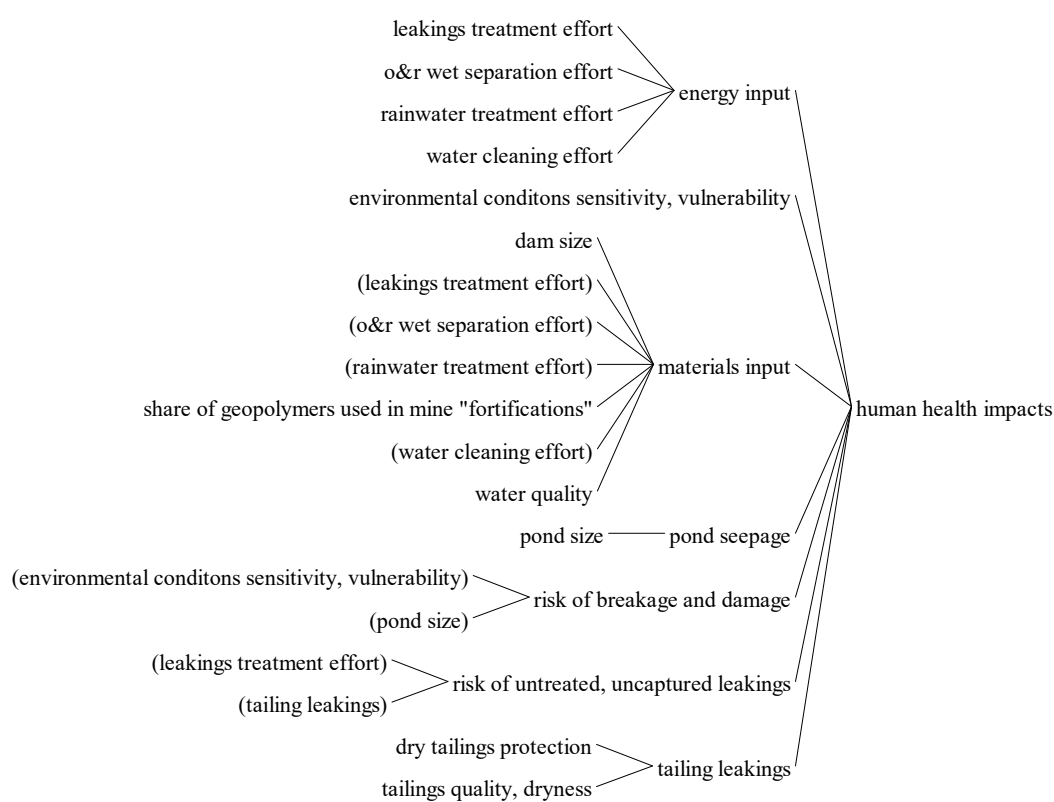 leakings treatment effort
o&r wet separation effort
energy input
rainwater treatment effort
water cleaning effort
environmental conditons sensitivity, vulnerability
dam size
(leakings treatment effort)
(o&r wet separation effort)
(rainwater treatment effort)
materials input
share of geopolymers used in mine "fortifications"
human health impacts
(water cleaning effort)
water quality
pond size
pond seepage
(environmental conditons sensitivity, vulnerability)
risk of breakage and damage
(pond size)
(leakings treatment effort)
risk of untreated, uncaptured leakings
(tailing leakings)
dry tailings protection
tailing leakings
tailings quality, dryness